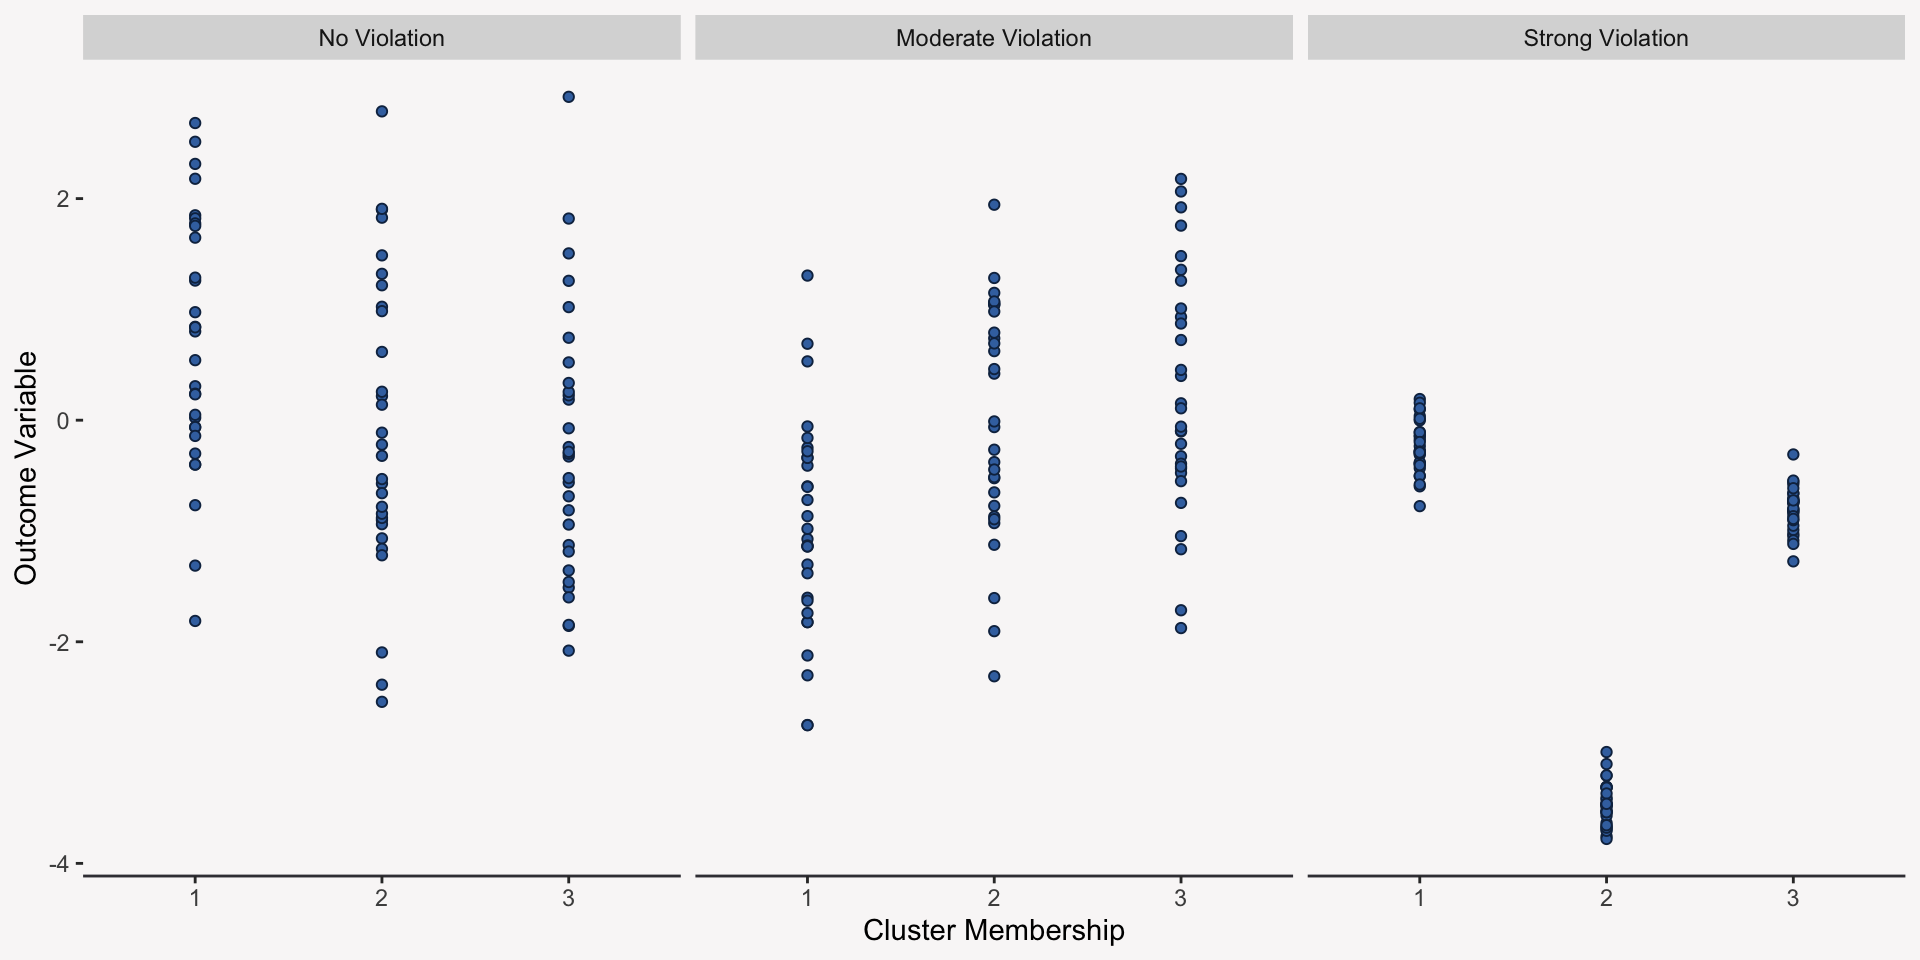 No Violation
Moderate Violation
Strong Violation
Outcome Variable
2
0
-2
-4
1 2 3
1 2 3
1 2 3
Cluster Membership